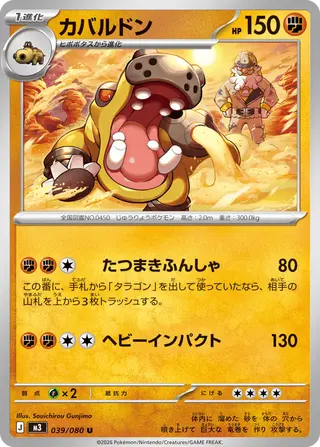 1進化
カバルドン
HP 150
ヒポポタスから進化
全国図鑑NO.0450 じゅうりょうポケモン 高さ:2.0m 重さ:300.0kg
たつまきふんしゃ 80
この番に、手札から「タラゴン」を出して使っていたなら、相手の
山札を上から3枚トラッシュする。
ヘビーインパクト 130
弱点 ×2 抵抗力 にげる
Illus. Souichirou Gunjima
J m3 039/080 U
体内に 溜めた 砂を 体の 穴から
吹き上げて 巨大な 竜巻を 作り 攻撃する。
©2026 Pokémon/Nintendo/Creatures/GAME FREAK.